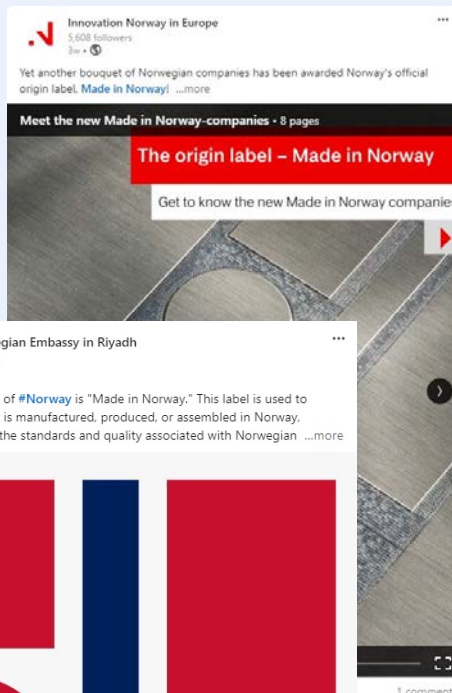 Innovation Norway in Europe
5,608 followers
3w •
Yet another bouquet of Norwegian companies has been awarded Norway's official
origin label, Made in Norway! ...more
Meet the new Made in Norway-companies • 8 pages
The origin label – Made in Norway
Get to know the new Made in Norway companies
gian Embassy in Riyadh
of #Norway is "Made in Norway." This label is used to
is manufactured, produced, or assembled in Norway,
the standards and quality associated with Norwegian ...more
1 comment